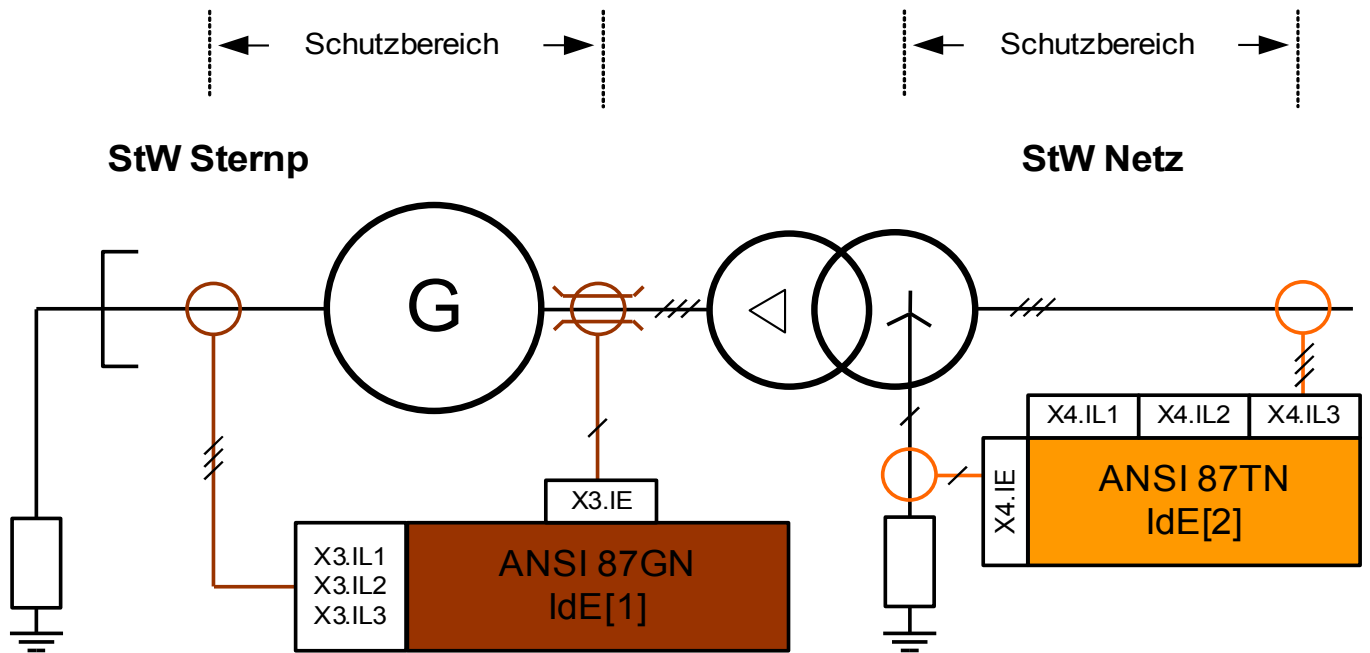 Schutzbereich
Schutzbereich
StW Sternp
StW Netz
G
X4.IL1
X4.IL2
X4.IL3
X4.IE
ANSI 87TN
IdE[2]
X3.IE
X3.IL1
X3.IL2
X3.IL3
ANSI 87GN
IdE[1]